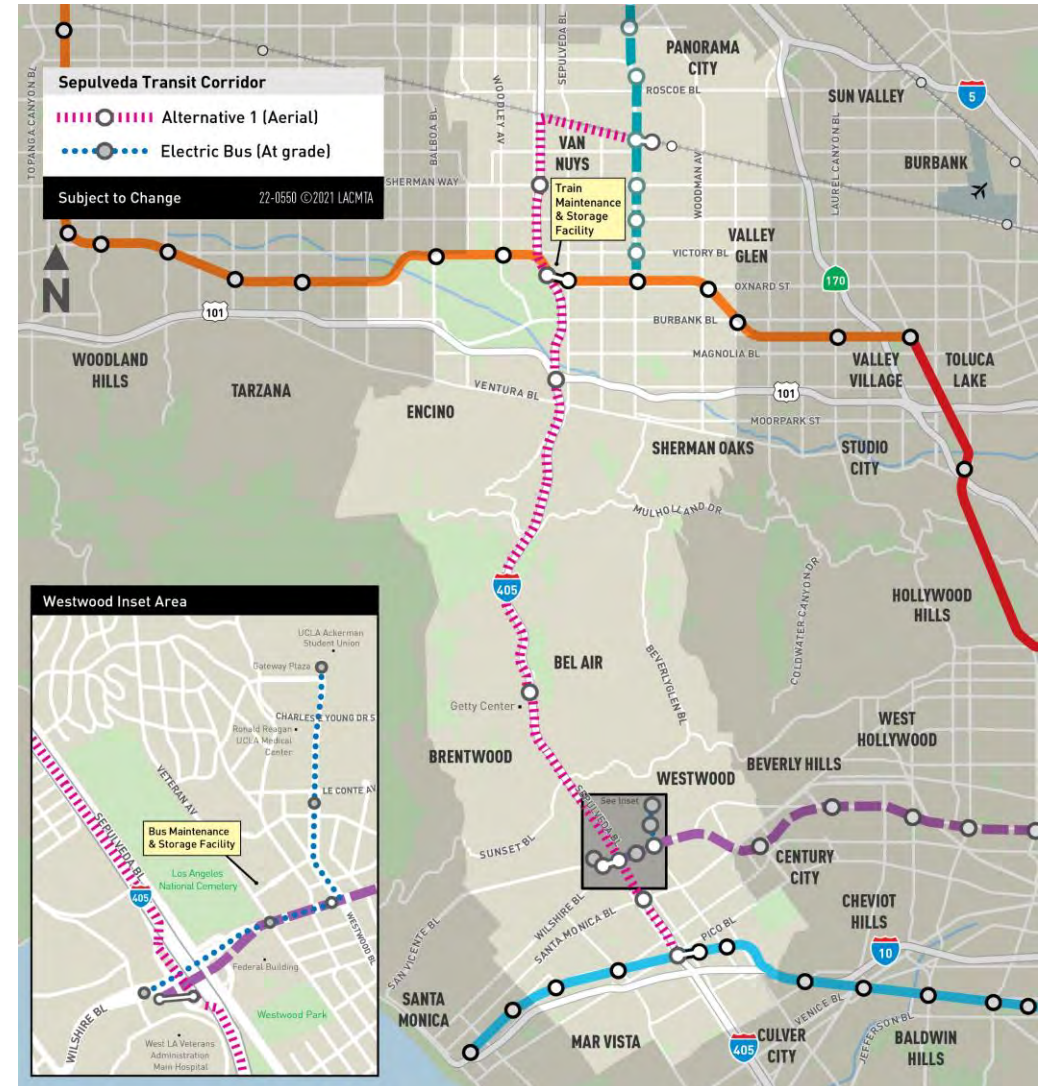 Sepulveda Transit Corridor
Alternative 1 (Aerial)
Electric Bus (At grade)
Subject to Change
22-0550 ©2021 LACMTA
N
TOPANGA CANYON BL
BALBOA BL
WOODLEY AV
SEPULVEDA BL
PANORAMA
CITY
ROSCOE BL
SUN VALLEY
5
LAUREL CANYON BL
BURBANK
VAN
NUYS
WOODMAN AV
SHERMAN WAY
Train
Maintenance
& Storage
Facility
VICTORY BL
VALLEY
GLEN
OXNARD ST
170
101
BURBANK BL
MAGNOLIA BL
WOODLAND
HILLS
TARZANA
VENTURA BL
ENCINO
VALLEY
VILLAGE
TOLUCA
LAKE
101
MOORPARK ST
SHERMAN OAKS
STUDIO
CITY
MULHOLLAND DR
COLDWATER CANYON DR
405
HOLLYWOOD
HILLS
BEL AIR
BEVERLYGLEN BL
Getty Center
BRENTWOOD
WEST
HOLLYWOOD
WESTWOOD
BEVERLY HILLS
See Inset
SEPULVEDA BL
SUNSET BL
CENTURY
CITY
WILSHIRE BL
SANTA MONICA BL
PICO BL
CHEVIOT
HILLS
10
SAN VICENTE BL
SANTA
MONICA
MAR VISTA
405
CULVER
CITY
VENICE BL
JEFFERSON BL
BALDWIN
HILLS
Westwood Inset Area
UCLA Ackerman
Student Union
Gateway Plaza
CHARLES E YOUNG DR S
Ronald Reagan
UCLA Medical
Center
LE CONTE AV
VETERAN AV
Bus Maintenance
& Storage Facility
SEPULVEDA BL
405
Los Angeles
National Cemetery
WESTWOOD BL
Federal Building
Westwood Park
WILSHIRE BL
West LA Veterans
Administration
Main Hospital